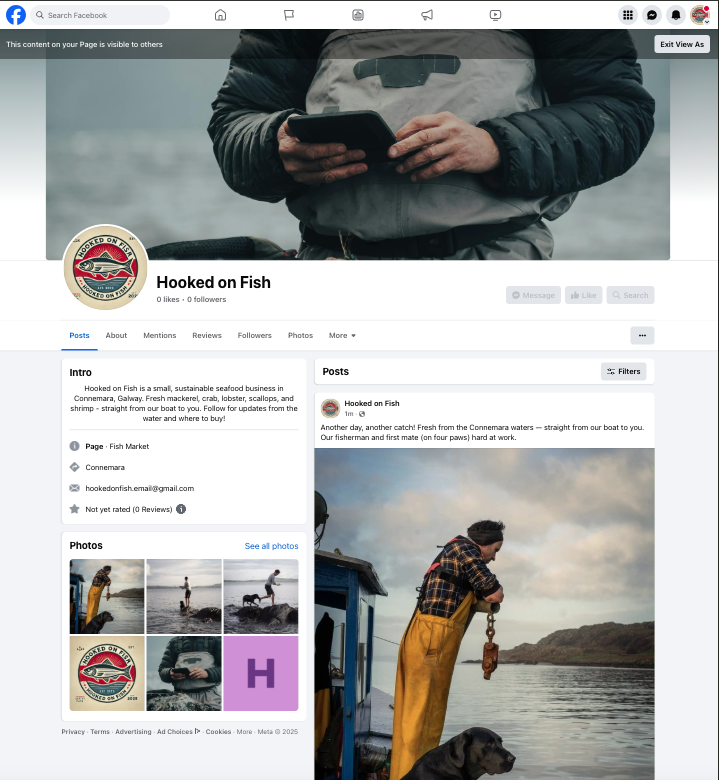 Search Facebook
This content on your Page is visible to others
Exit View As
HOOKED ON FISH
HOOKED ON FISH
Hooked on Fish
0 likes • 0 followers
Message
Like
Search
Posts
About
Mentions
Reviews
Followers
Photos
More
Intro
Hooked on Fish is a small, sustainable seafood business in
Connemara, Galway. Fresh mackerel, crab, lobster, scallops, and
shrimp - straight from our boat to you. Follow for updates from the
water and where to buy!
Page · Fish Market
Connemara
hookedonfish.email@gmail.com
Not yet rated (0 Reviews)
Photos
See all photos
HOOKED ON FISH
HOOKED ON FISH
H
Privacy · Terms · Advertising · Ad Choices · Cookies · More · Meta © 2025
Posts
Filters
Hooked on Fish
1m ·
Another day, another catch! Fresh from the Connemara waters — straight from our boat to you.
Our fisherman and first mate (on four paws) hard at work.